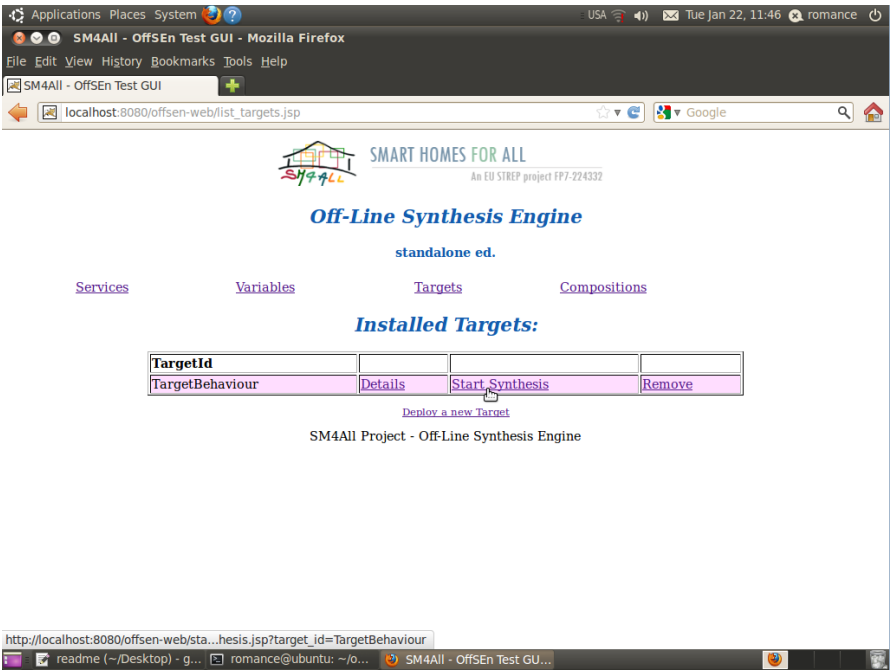 Applications Places System USA Tue Jan 22, 11:46 romance
SM4All - OffSEn Test GUI - Mozilla Firefox
File Edit View History Bookmarks Tools Help
SM4All - OffSEn Test GUI
localhost:8080/offsen-web/list_targets.jsp Google
SM4ALL SMART HOMES FOR ALL
An EU STREP project FP7-224332
Off-Line Synthesis Engine
standalone ed.
Services Variables Targets Compositions
Installed Targets:
TargetId
TargetBehaviour Details Start Synthesis Remove
Deploy a new Target
SM4All Project - Off-Line Synthesis Engine
http://localhost:8080/offsen-web/sta...hesis.jsp?target_id=TargetBehaviour
readme (~/Desktop) - g... romance@ubuntu: ~/o... SM4All - OffSEn Test GU...